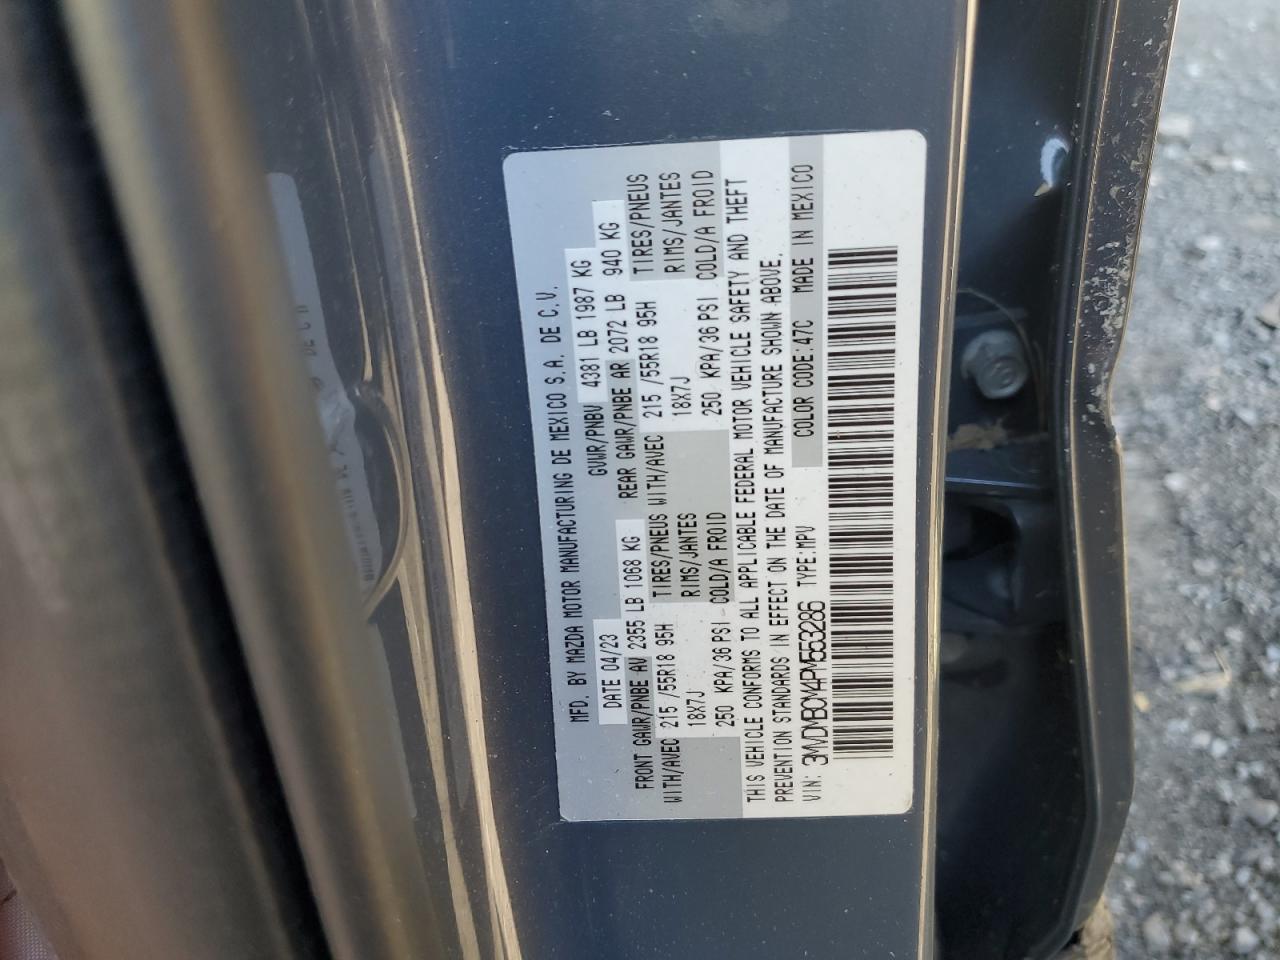 MFD. BY MAZDA MOTOR MANUFACTURING DE MEXICO S.A. DE C.V.
DATE 04/23 GVWR/PNBV 4381 LB 1987 KG
FRONT GAWR/PNBE AV 2355 LB 1068 KG REAR GAWR/PNBE AR 2072 LB 940 KG
WITH/AVEC 215 /55R18 95H TIRES/PNEUS WITH/AVEC 215 /55R18 95H TIRES/PNEUS
18X7J RIMS/JANTES 18X7J RIMS/JANTES
250 KPA/36 PSI COLD/A FROID 250 KPA/36 PSI COLD/A FROID
THIS VEHICLE CONFORMS TO ALL APPLICABLE FEDERAL MOTOR VEHICLE SAFETY AND THEFT
PREVENTION STANDARDS IN EFFECT ON THE DATE OF MANUFACTURE SHOWN ABOVE.
VIN: 3MVDMBCM4PM553286 TYPE:MPV COLOR CODE:47C MADE IN MEXICO